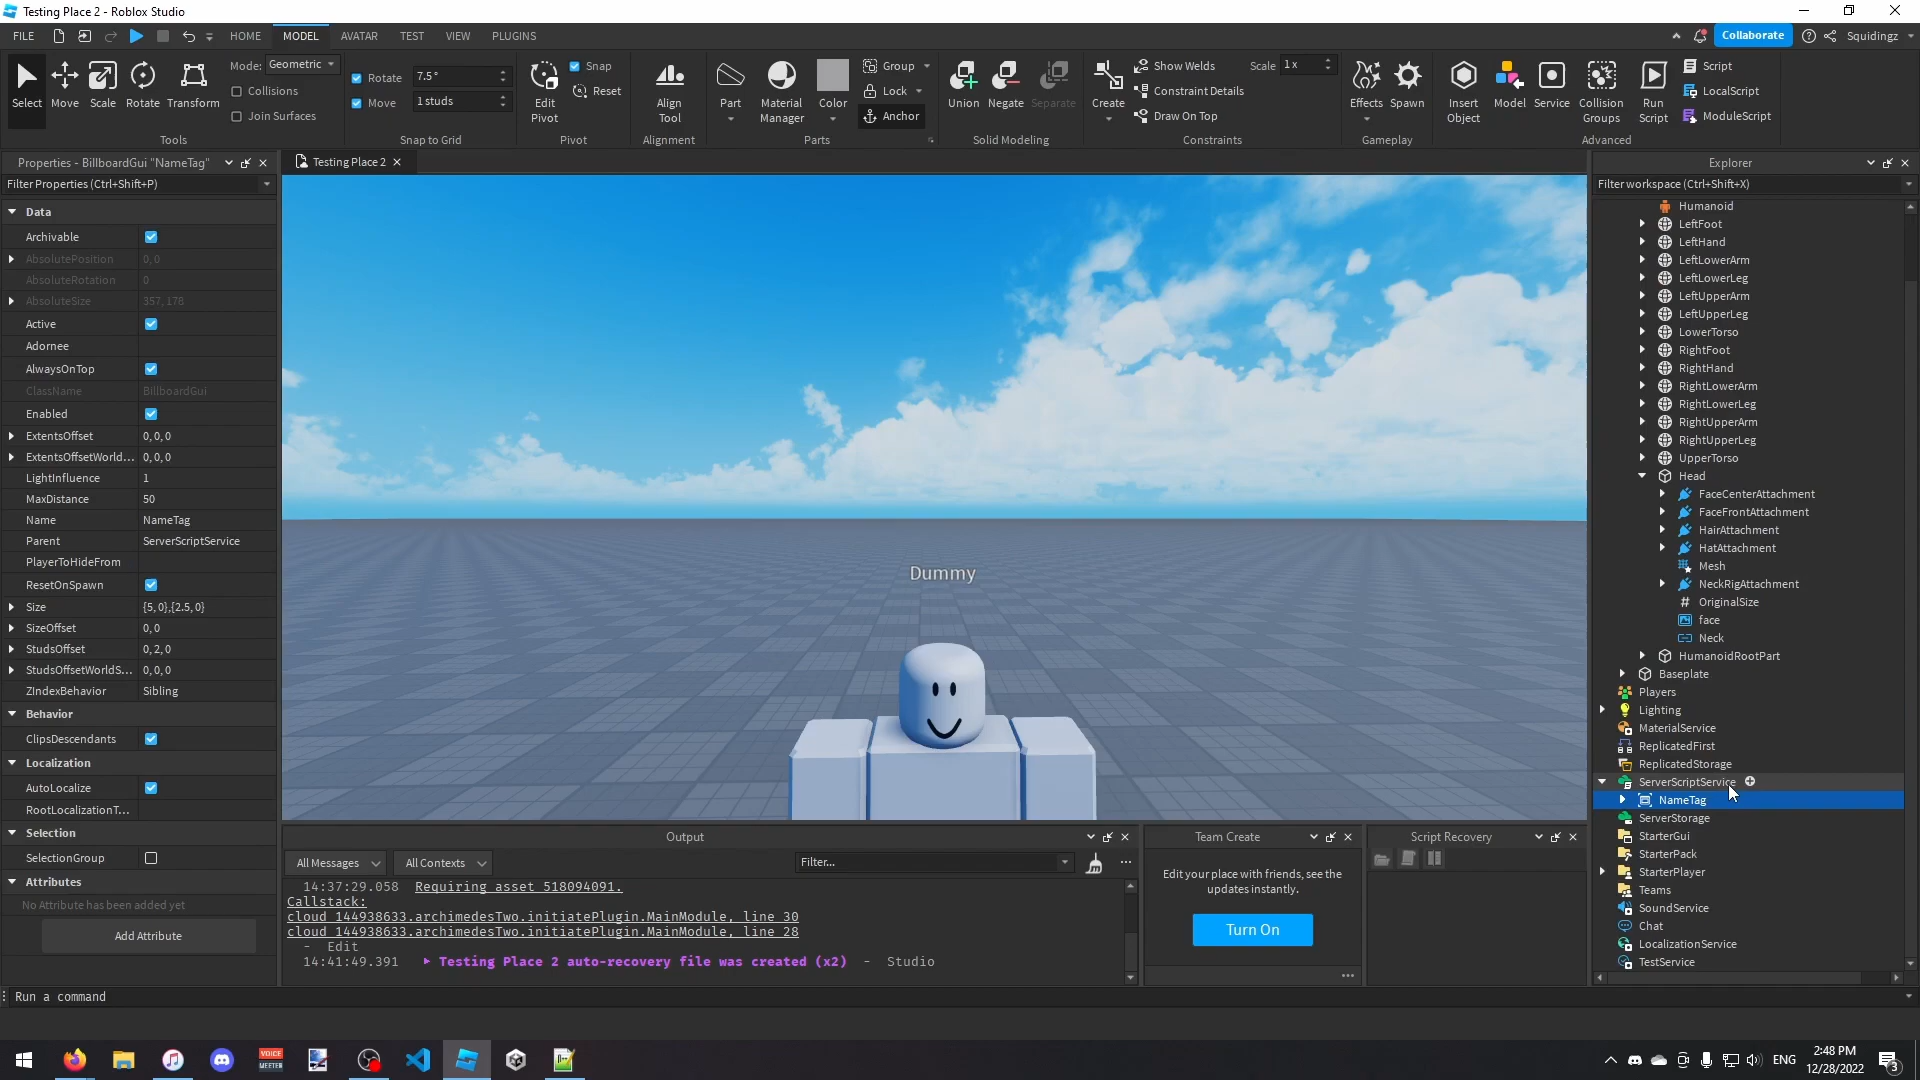 Testing Place 2 - Roblox Studio
FILE HOME MODEL AVATAR TEST VIEW PLUGINS Collaborate Squidingz
Select Move Scale Rotate Transform
Mode: Geometric
Collisions
Join Surfaces
Tools
Rotate 7.5°
Move 1 studs
Snap to Grid
Edit Pivot
Snap
Reset
Pivot
Align Tool
Alignment
Part Material Manager Color
Group
Lock
Anchor
Parts
Union Negate Separate
Solid Modeling
Create
Show Welds
Constraint Details
Draw On Top
Scale 1 x
Constraints
Effects Spawn
Gameplay
Insert Object Model Service Collision Groups Run Script
Script
LocalScript
ModuleScript
Advanced
Properties - BillboardGui "NameTag"
Filter Properties (Ctrl+Shift+P)
Data
Archivable
AbsolutePosition 0, 0
AbsoluteRotation 0
AbsoluteSize 357, 178
Active
Adornee
AlwaysOnTop
ClassName BillboardGui
Enabled
ExtentsOffset 0, 0, 0
ExtentsOffsetWorld... 0, 0, 0
LightInfluence 1
MaxDistance 50
Name NameTag
Parent ServerScriptService
PlayerToHideFrom
ResetOnSpawn
Size {5, 0},{2.5, 0}
SizeOffset 0, 0
StudsOffset 0, 2, 0
StudsOffsetWorldS... 0, 0, 0
ZIndexBehavior Sibling
Behavior
ClipsDescendants
Localization
AutoLocalize
RootLocalizationT...
Selection
SelectionGroup
Attributes
No Attribute has been added yet
Add Attribute
Testing Place 2
Dummy
Output
All Messages All Contexts Filter...
14:37:29.058 Requiring asset 518094091.
Callstack:
cloud_144938633.archimedesTwo.initiatePlugin.MainModule, line 30
cloud_144938633.archimedesTwo.initiatePlugin.MainModule, line 28
- Edit
14:41:49.391 Testing Place 2 auto-recovery file was created (x2) - Studio
Team Create
Edit your place with friends, see the
updates instantly.
Turn On
Script Recovery
Explorer
Filter workspace (Ctrl+Shift+X)
Humanoid
LeftFoot
LeftHand
LeftLowerArm
LeftLowerLeg
LeftUpperArm
LeftUpperLeg
LowerTorso
RightFoot
RightHand
RightLowerArm
RightLowerLeg
RightUpperArm
RightUpperLeg
UpperTorso
Head
FaceCenterAttachment
FaceFrontAttachment
HairAttachment
HatAttachment
Mesh
NeckRigAttachment
OriginalSize
face
Neck
HumanoidRootPart
Baseplate
Players
Lighting
MaterialService
ReplicatedFirst
ReplicatedStorage
ServerScriptService
NameTag
ServerStorage
StarterGui
StarterPack
StarterPlayer
Teams
SoundService
Chat
LocalizationService
TestService
Run a command
VOICE
MEETER
ENG
2:48 PM
12/28/2022
3